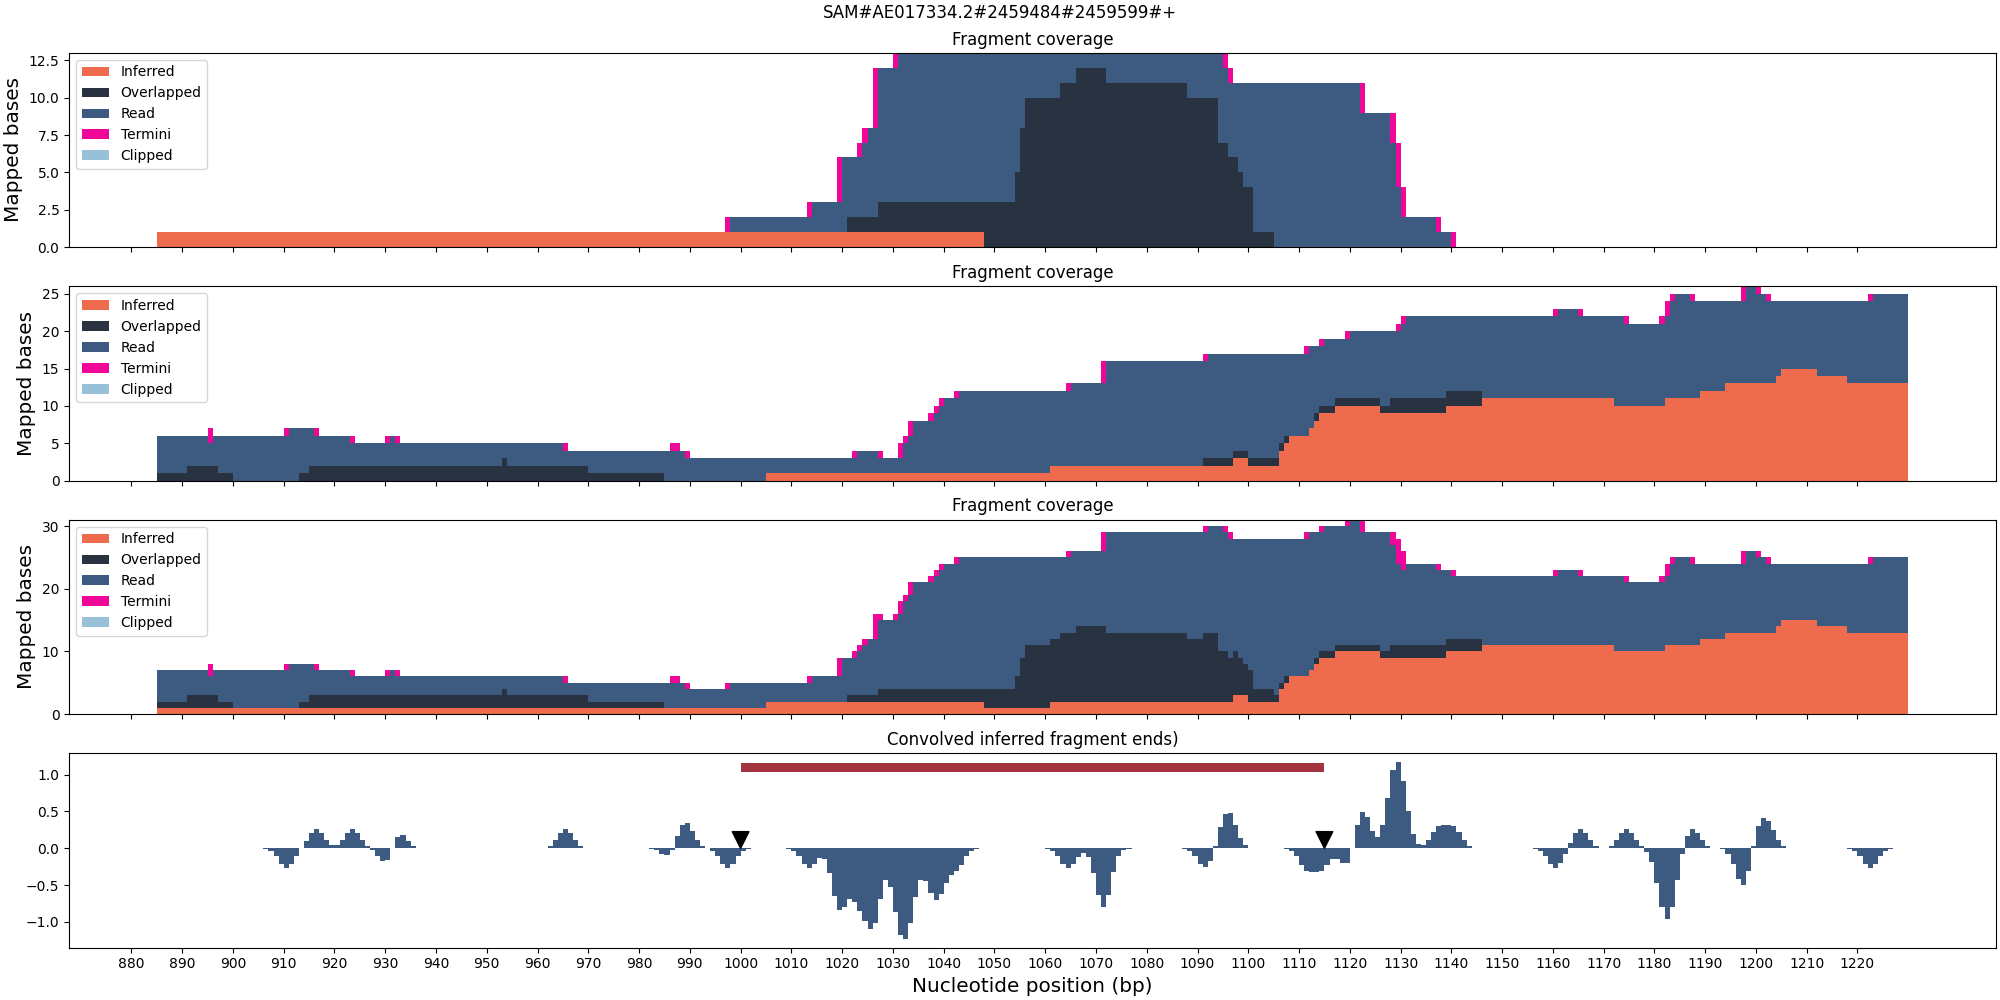 SAM#AE017334.2#2459484#2459599#+
Fragment coverage
Mapped bases
12.5
10.0
7.5
5.0
2.5
0.0
Inferred
Overlapped
Read
Termini
Clipped
Fragment coverage
Mapped bases
25
20
15
10
5
0
Inferred
Overlapped
Read
Termini
Clipped
Fragment coverage
Mapped bases
30
20
10
0
Inferred
Overlapped
Read
Termini
Clipped
Convolved inferred fragment ends)
1.0
0.5
0.0
−0.5
−1.0
880 890 900 910 920 930 940 950 960 970 980 990 1000 1010 1020 1030 1040 1050 1060 1070 1080 1090 1100 1110 1120 1130 1140 1150 1160 1170 1180 1190 1200 1210 1220
Nucleotide position (bp)